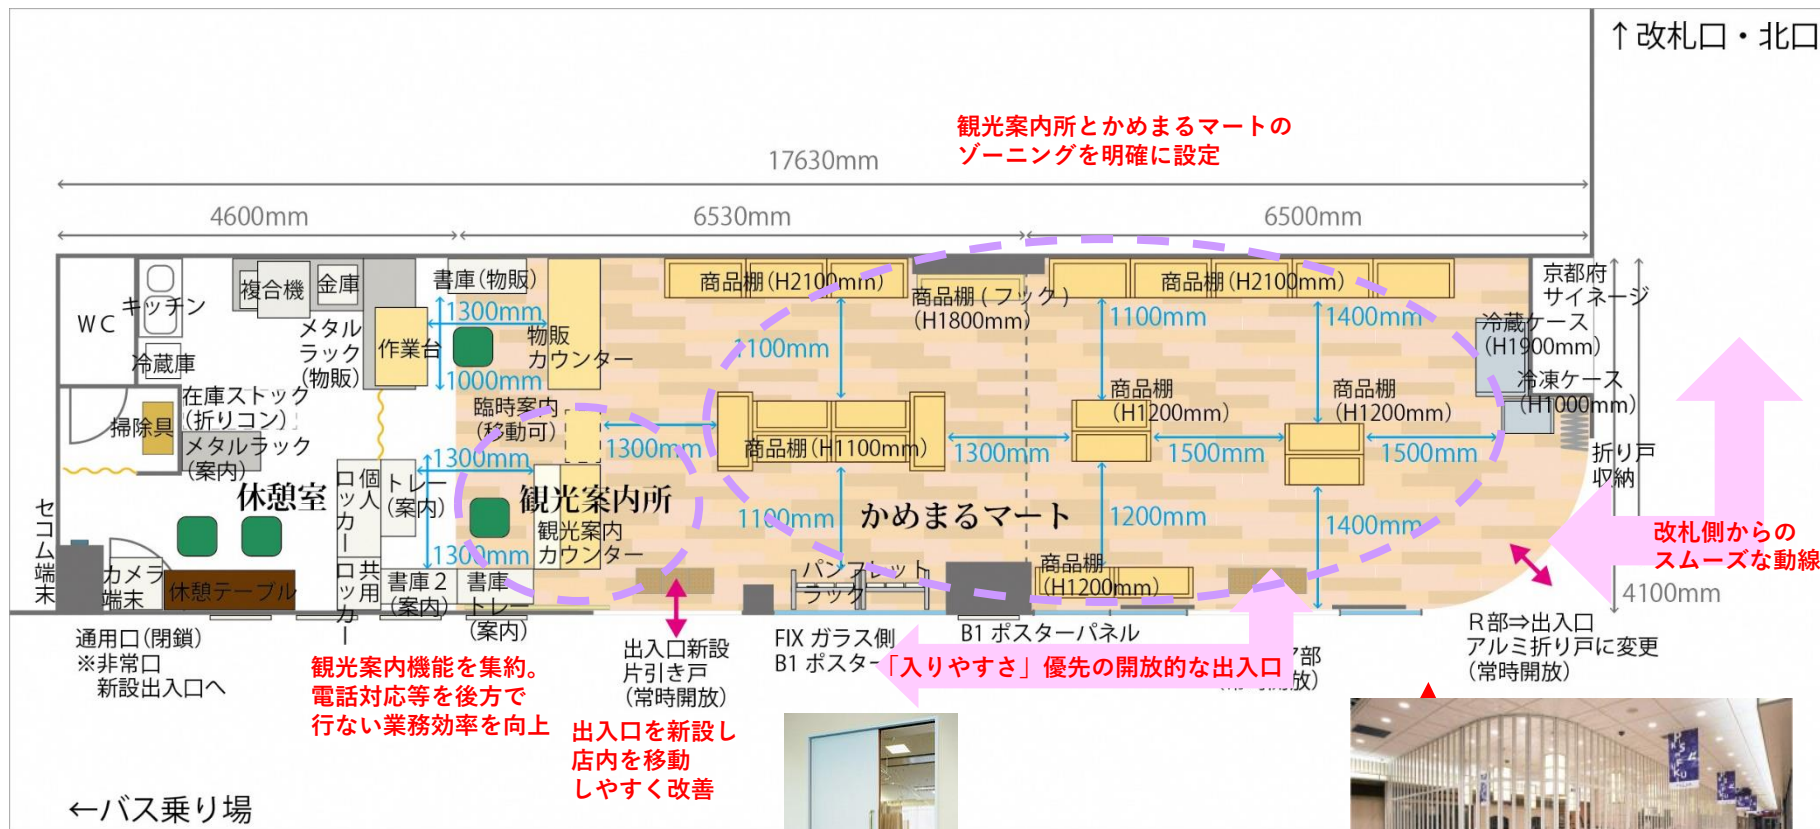 ↑改札口・北口
観光案内所とかめまるマートの
ゾーニングを明確に設定
17630mm
4600mm
6530mm
6500mm
WC
キッチン
冷蔵庫
複合機
金庫
メタル
ラック
(物販)
作業台
書庫(物販)
1300mm
1000mm
物販
カウンター
商品棚(H2100mm)
商品棚(フック)
(H1800mm)
商品棚(H2100mm)
京都府
サイネージ
冷蔵ケース
(H1900mm)
冷凍ケース
(H1000mm)
折り戸
収納
1100mm
1100mm
1400mm
掃除具
在庫ストック
(折りコン)
メタルラック
(案内)
臨時案内
(移動可)
1300mm
商品棚(H1100mm)
1300mm
商品棚
(H1200mm)
1500mm
商品棚
(H1200mm)
1500mm
休憩室
個人
ロッカー
共用
ロッカー
トレー
(案内)
1300mm
1300mm
観光案内所
観光案内
カウンター
1100mm
かめまるマート
1200mm
1400mm
改札側からの
スムーズな動線
4100mm
セコム端末
カメラ
端末
休憩テーブル
書庫2
(案内)
書庫
トレー
(案内)
パンフレット
ラック
商品棚
(H1200mm)
通用口(閉鎖)
※非常口
新設出入口へ
観光案内機能を集約。
電話対応等を後方で
行ない業務効率を向上
出入口新設
片引き戸
(常時開放)
出入口を新設し
店内を移動
しやすく改善
FIXガラス側
B1ポスター
B1ポスターパネル
「入りやすさ」優先の開放的な出入口
部
放)
R部⇒出入口
アルミ折り戸に変更
(常時開放)
←バス乗り場